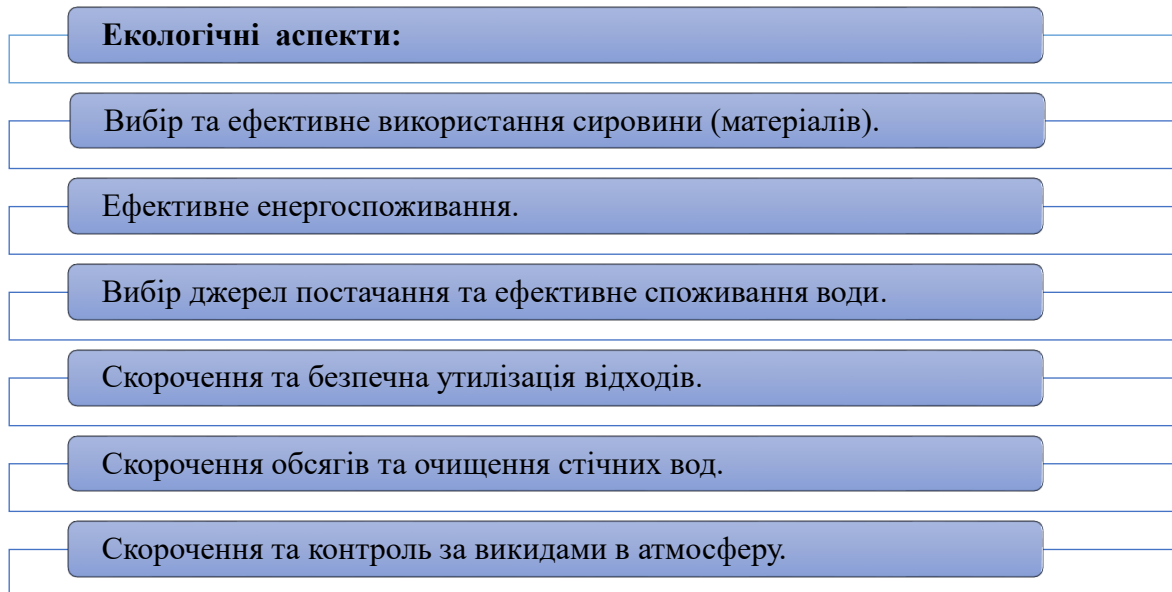 Екологічні аспекти:
Вибір та ефективне використання сировини (матеріалів).
Ефективне енергоспоживання.
Вибір джерел постачання та ефективне споживання води.
Скорочення та безпечна утилізація відходів.
Скорочення обсягів та очищення стічних вод.
Скорочення та контроль за викидами в атмосферу.